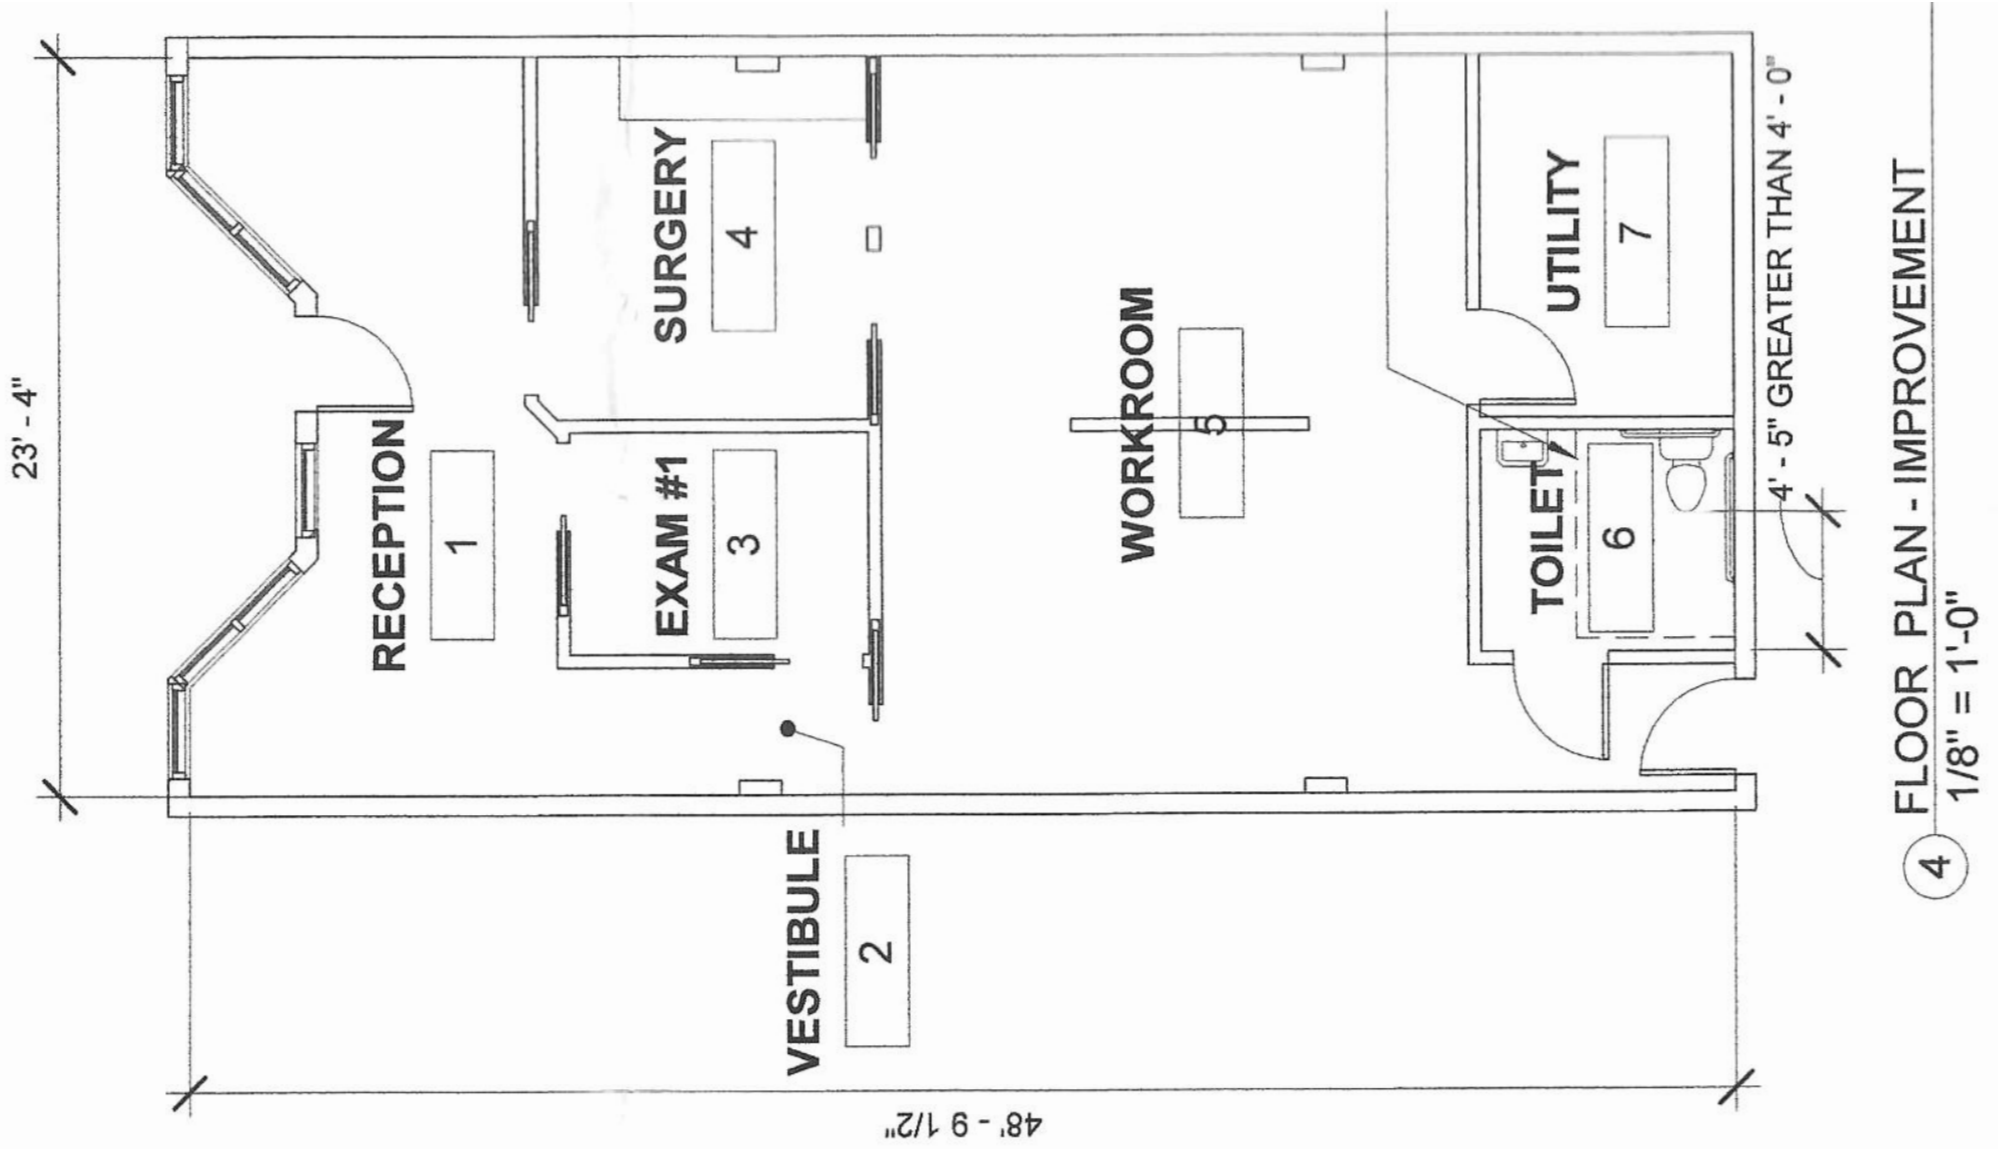 23' - 4"
RECEPTION
1
EXAM #1
3
SURGERY
4
VESTIBULE
2
WORKROOM
5
TOILET
6
UTILITY
7
48' - 9 1/2"
4' - 5" GREATER THAN 4' - 0"
4
FLOOR PLAN - IMPROVEMENT
1/8" = 1'-0"